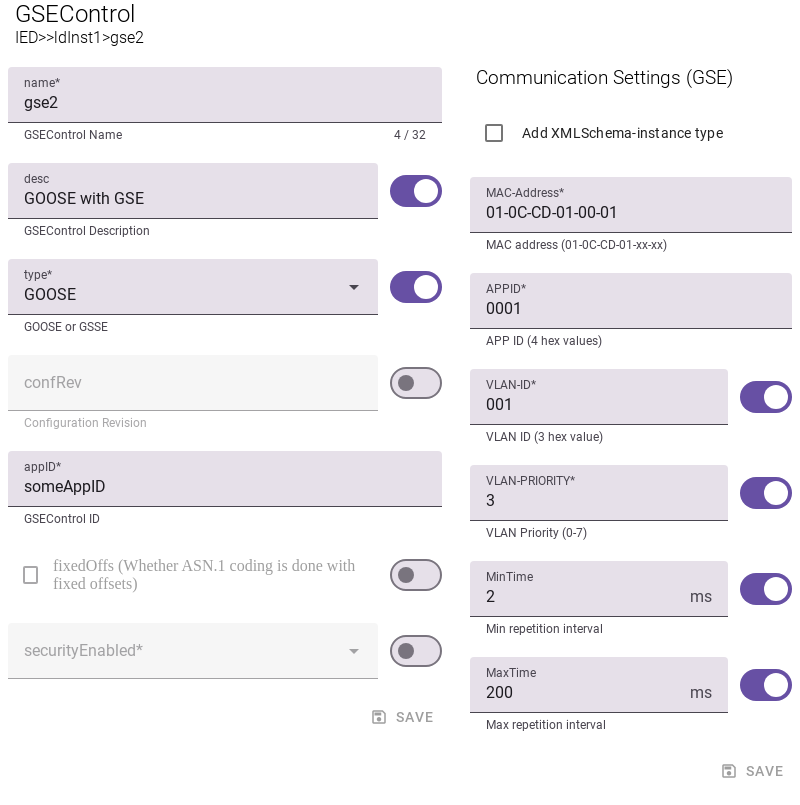 GSEControl
IED>>ldInst1>gse2
name*
gse2
GSEControl Name
4 / 32
desc
GOOSE with GSE
GSEControl Description
type*
GOOSE
GOOSE or GSSE
confRev
Configuration Revision
appID*
someAppID
GSEControl ID
fixedOffs (Whether ASN.1 coding is done with
fixed offsets)
securityEnabled*
SAVE
Communication Settings (GSE)
Add XMLSchema-instance type
MAC-Address*
01-0C-CD-01-00-01
MAC address (01-0C-CD-01-xx-xx)
APPID*
0001
APP ID (4 hex values)
VLAN-ID*
001
VLAN ID (3 hex value)
VLAN-PRIORITY*
3
VLAN Priority (0-7)
MinTime
2 ms
Min repetition interval
MaxTime
200 ms
Max repetition interval
SAVE